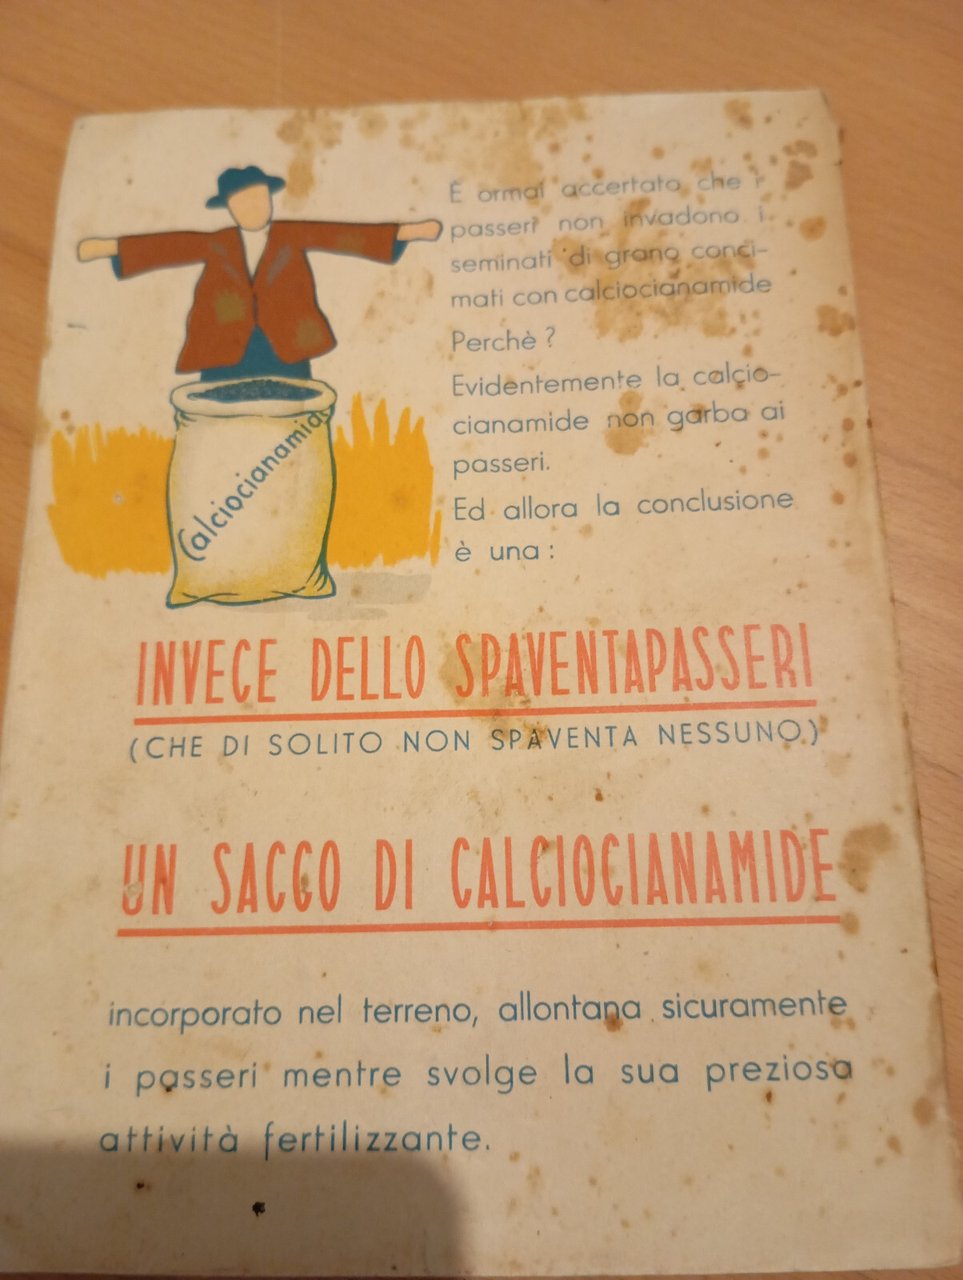 È ormai accertato che i
passeri non invadono i
seminati di grano conci-
mati con calciocianamide
Perchè ?
Evidentemente la calcio-
cianamide non garba ai
passeri.
Ed allora la conclusione
è una :
Calciocianamide
INVECE DELLO SPAVENTAPASSERI
(CHE DI SOLITO NON SPAVENTA NESSUNO)
UN SACCO DI CALCIOCIANAMIDE
incorporato nel terreno, allontana sicuramente
i passeri mentre svolge la sua preziosa
attività fertilizzante.